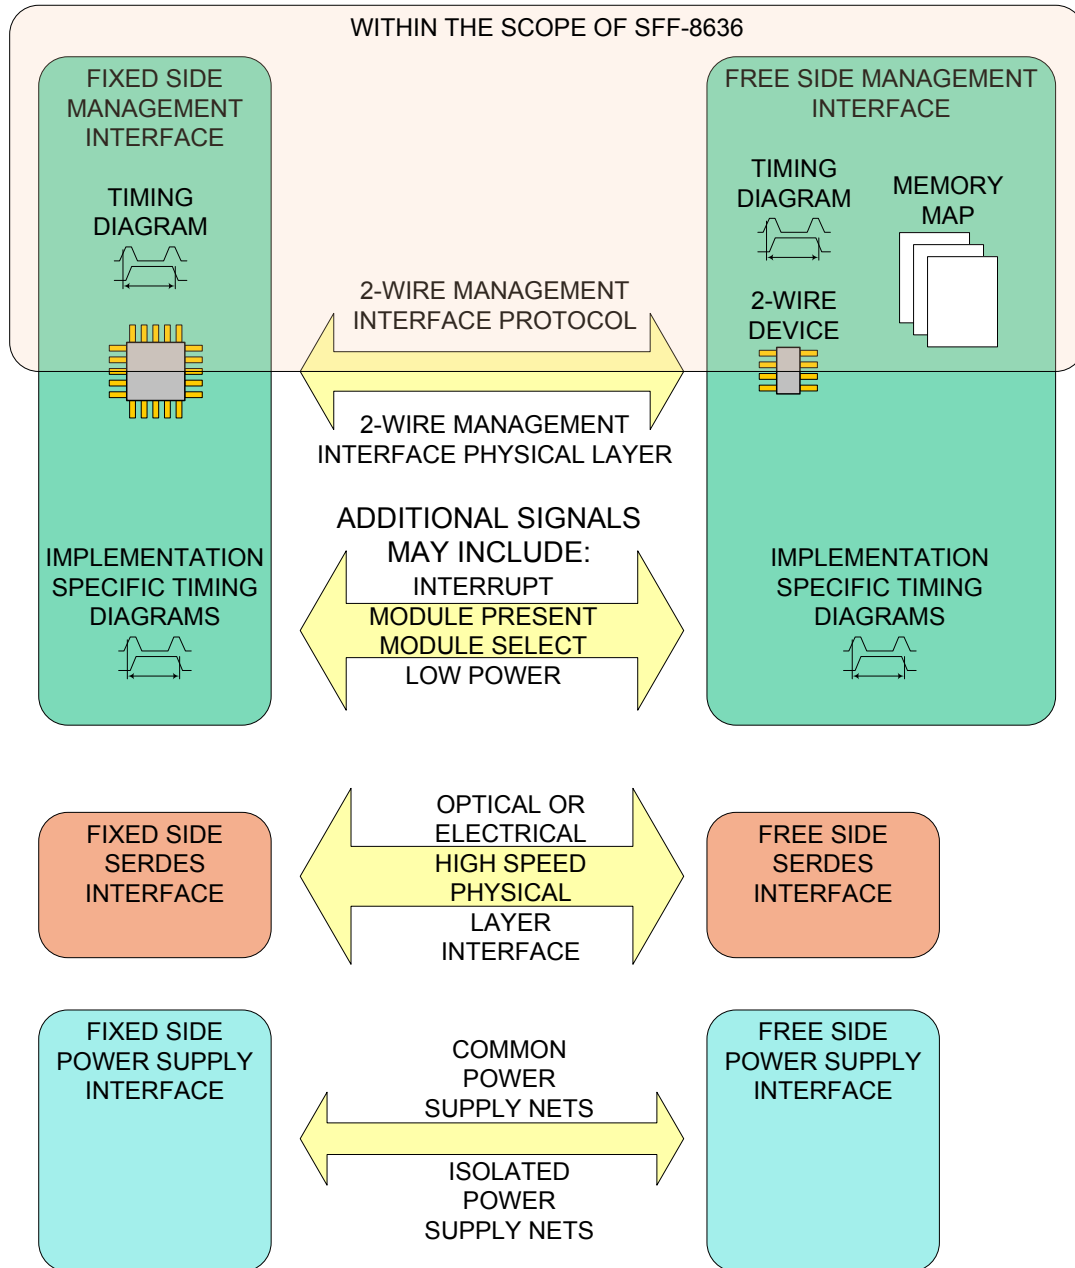 WITHIN THE SCOPE OF SFF-8636
FIXED SIDE
MANAGEMENT
INTERFACE
TIMING
DIAGRAM
FREE SIDE MANAGEMENT
INTERFACE
TIMING
DIAGRAM
MEMORY
MAP
2-WIRE
DEVICE
2-WIRE MANAGEMENT
INTERFACE PROTOCOL
2-WIRE MANAGEMENT
INTERFACE PHYSICAL LAYER
ADDITIONAL SIGNALS
MAY INCLUDE:
INTERRUPT
MODULE PRESENT
MODULE SELECT
LOW POWER
IMPLEMENTATION
SPECIFIC TIMING
DIAGRAMS
IMPLEMENTATION
SPECIFIC TIMING
DIAGRAMS
FIXED SIDE
SERDES
INTERFACE
OPTICAL OR
ELECTRICAL
HIGH SPEED
PHYSICAL
LAYER
INTERFACE
FREE SIDE
SERDES
INTERFACE
FIXED SIDE
POWER SUPPLY
INTERFACE
COMMON
POWER
SUPPLY NETS
ISOLATED
POWER
SUPPLY NETS
FREE SIDE
POWER SUPPLY
INTERFACE